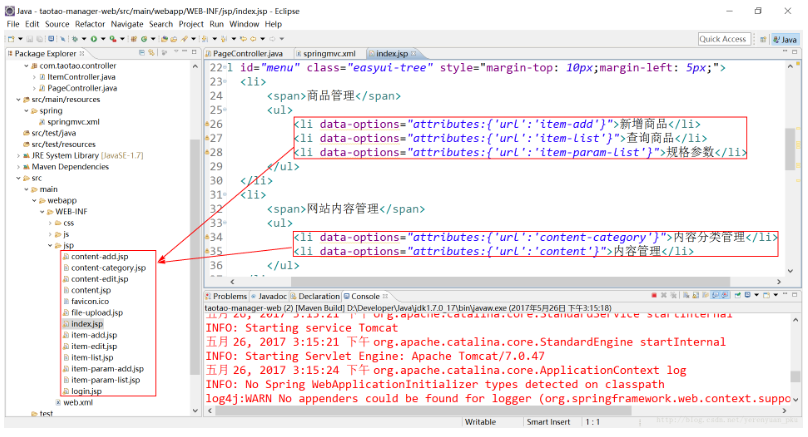 Java - taotao-manager-web/src/main/webapp/WEB-INF/jsp/index.jsp - Eclipse
File Edit Source Refactor Navigate Search Project Run Window Help
Quick Access
Java
Package Explorer
com.taotao.controller
ItemController.java
PageController.java
src/main/resources
spring
springmvc.xml
src/test/java
src/test/resources
JRE System Library [JavaSE-1.7]
Maven Dependencies
src
main
webapp
WEB-INF
css
js
jsp
content-add.jsp
content-category.jsp
content-edit.jsp
content.jsp
favicon.ico
file-upload.jsp
index.jsp
item-add.jsp
item-edit.jsp
item-list.jsp
item-param-add.jsp
item-param-list.jsp
login.jsp
web.xml
test
PageController.java springmvc.xml index.jsp
22 l id="menu" class="easyui-tree" style="margin-top: 10px;margin-left: 5px;">
23 <li>
24 <span>商品管理</span>
25 <ul>
26 <li data-options="attributes:{'url':'item-add'}">新增商品</li>
27 <li data-options="attributes:{'url':'item-list'}">查询商品</li>
28 <li data-options="attributes:{'url':'item-param-list'}">规格参数</li>
29 </ul>
30 </li>
31 <li>
32 <span>网站内容管理</span>
33 <ul>
34 <li data-options="attributes:{'url':'content-category'}">内容分类管理</li>
35 <li data-options="attributes:{'url':'content'}">内容管理</li>
36 </ul>
Problems Javadoc Declaration Console
taotao-manager-web (2) [Maven Build] D:\Developer\Java\jdk1.7.0_17\bin\javaw.exe (2017年5月26日 下午3:15:18)
五月 26, 2017 3:15:21 下午 org.apache.catalina.core.StandardService startInternal
INFO: Starting service Tomcat
五月 26, 2017 3:15:21 下午 org.apache.catalina.core.StandardEngine startInternal
INFO: Starting Servlet Engine: Apache Tomcat/7.0.47
五月 26, 2017 3:15:24 下午 org.apache.catalina.core.ApplicationContext log
INFO: No Spring WebApplicationInitializer types detected on classpath
log4j:WARN No appenders could be found for logger (org.springframework.web.context.suppo
Writable Smart Insert 1 : 1